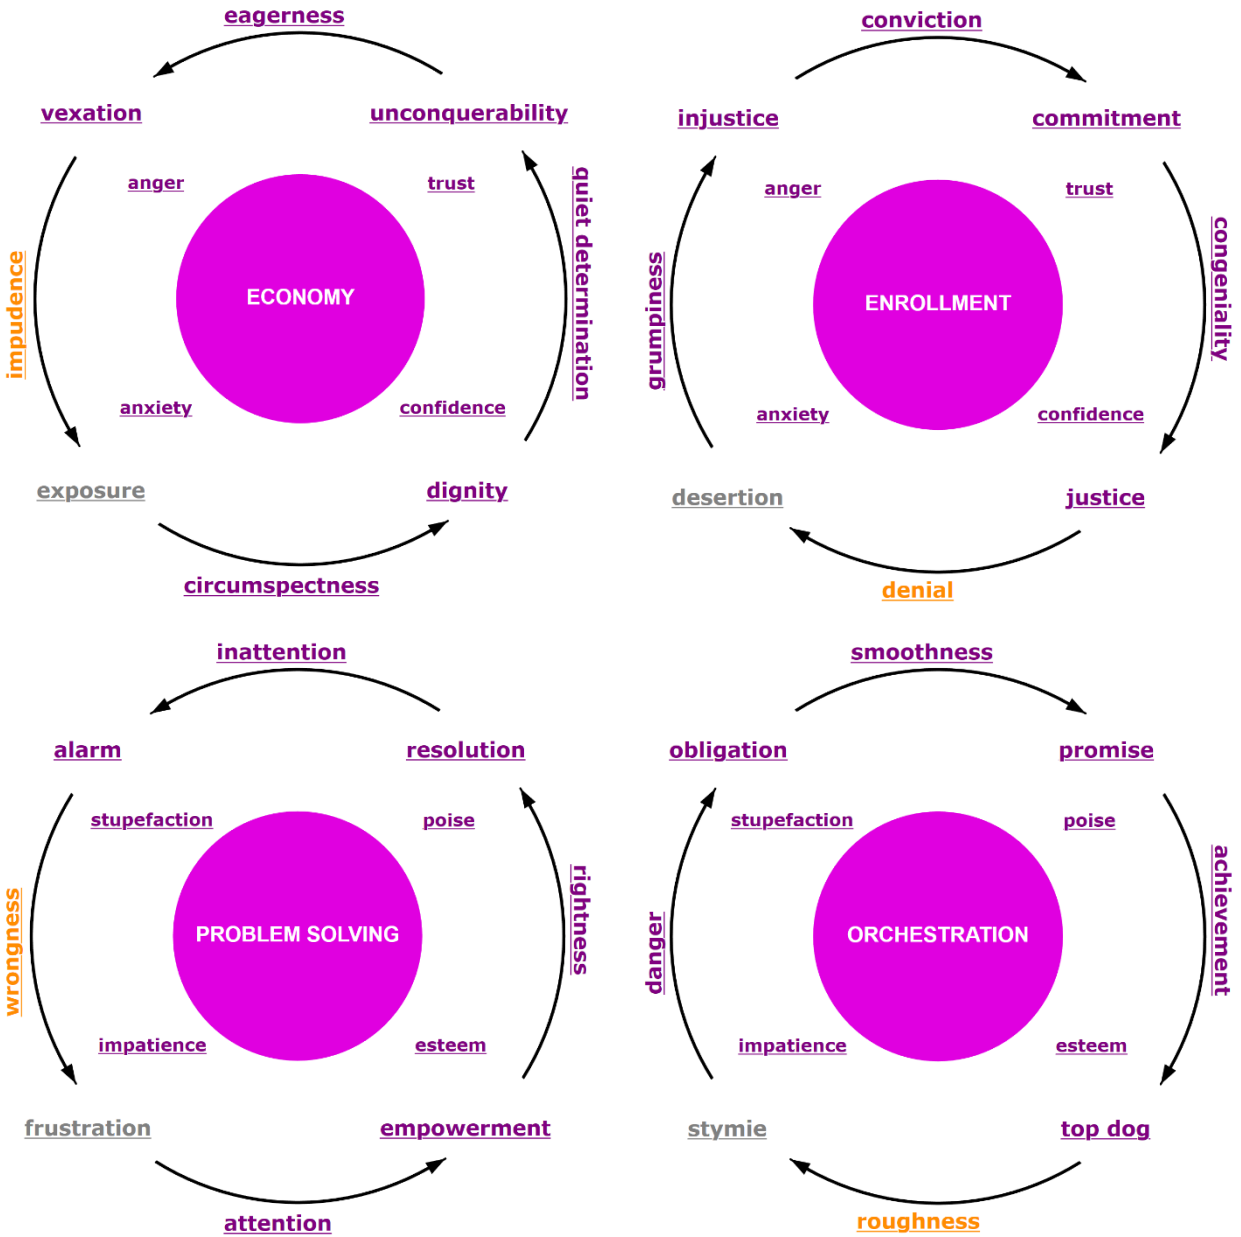 eagerness
vexation
unconquerability
anger
trust
quiet determination
impudence
ECONOMY
anxiety
confidence
exposure
dignity
circumspectness
conviction
injustice
commitment
anger
trust
congeniality
grumpiness
ENROLLMENT
anxiety
confidence
desertion
justice
denial
inattention
alarm
resolution
stupefaction
poise
rightness
wrongness
PROBLEM SOLVING
impatience
esteem
frustration
empowerment
attention
smoothness
obligation
promise
stupefaction
poise
achievement
danger
ORCHESTRATION
impatience
esteem
stymie
top dog
roughness